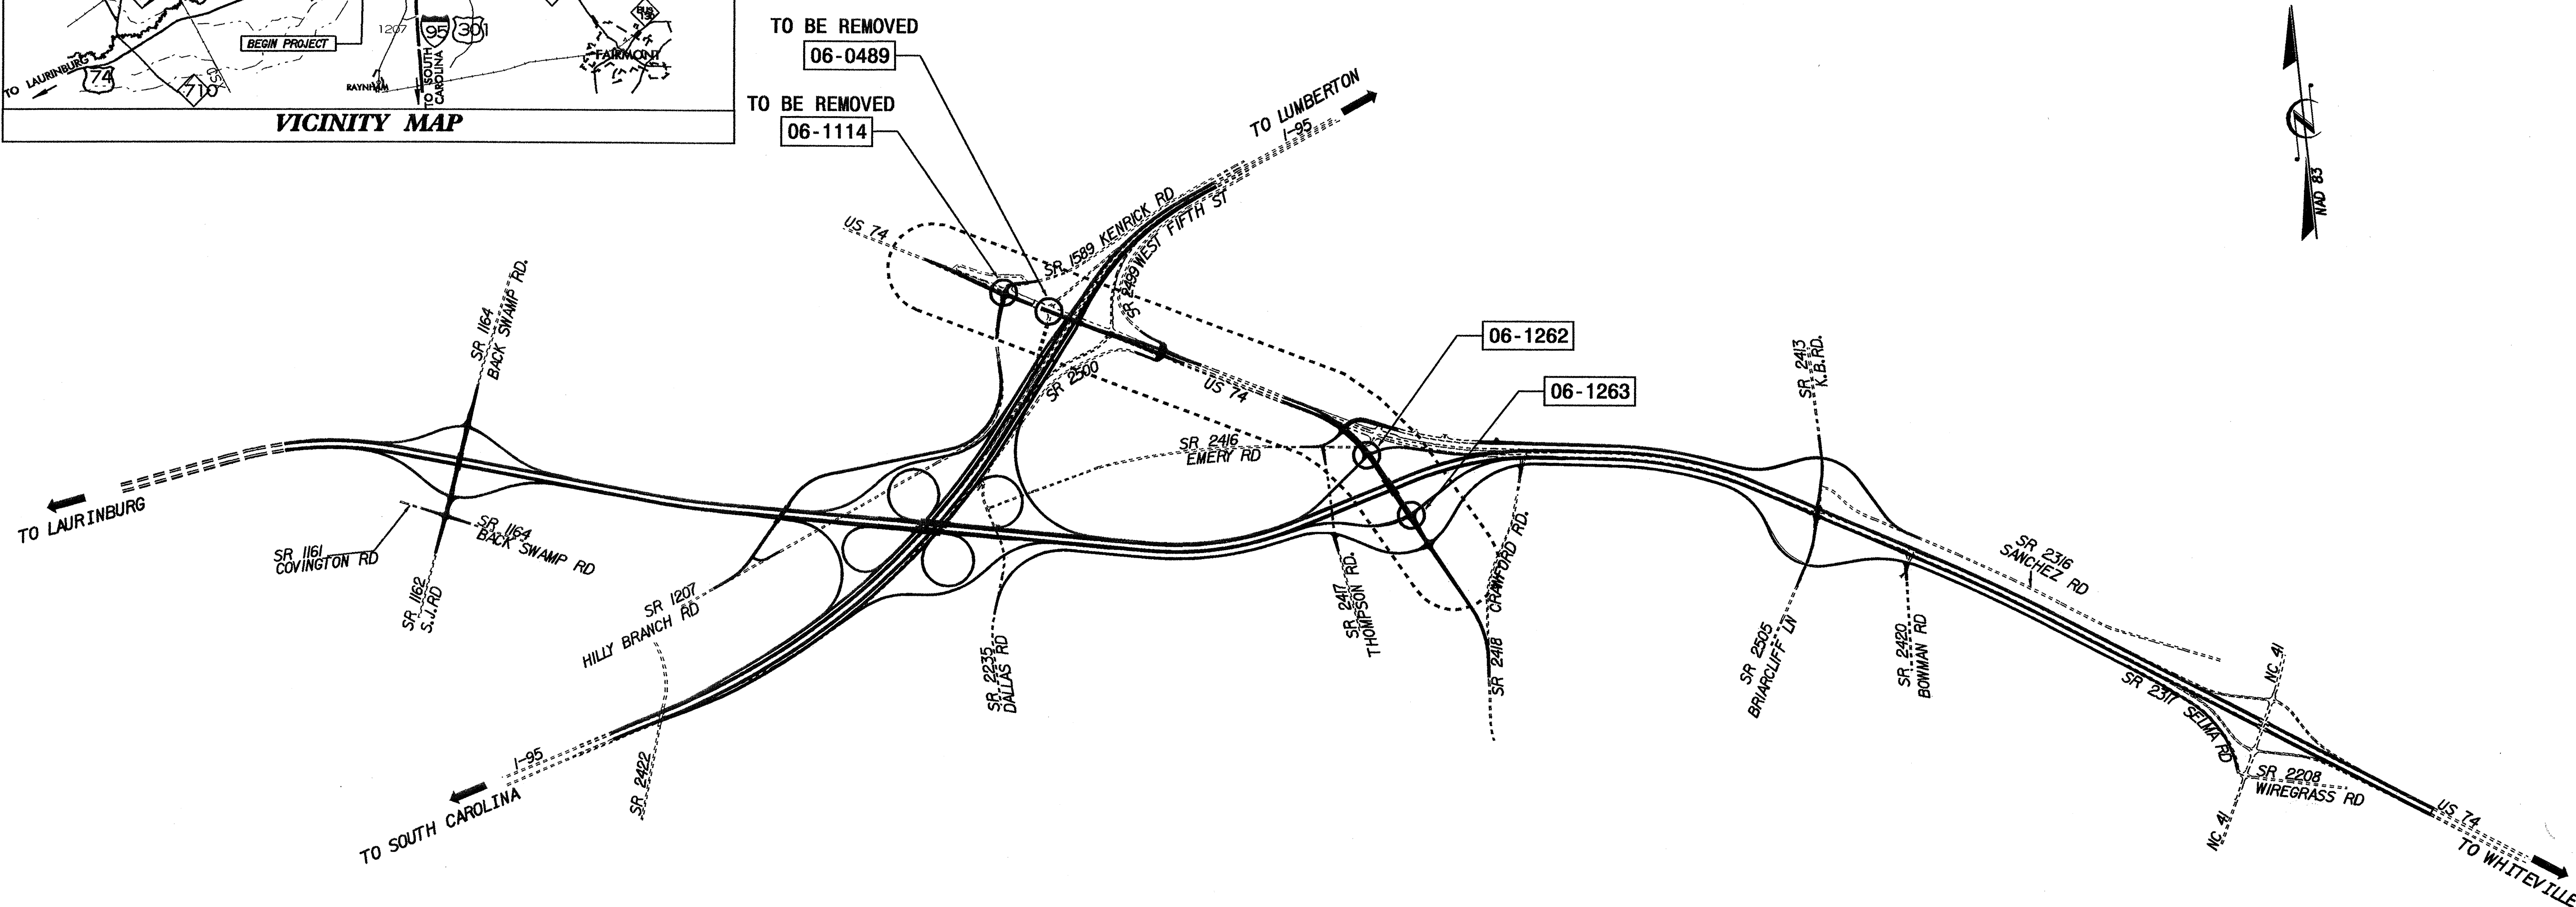 TO LAURINBURG
74
710
BEGIN PROJECT
1207
95
301
TO SOUTH
CAROLINA
RAYNHAM
FAIRMONT
VICINITY MAP
TO BE REMOVED
06-0489
TO BE REMOVED
06-1114
TO LUMBERTON
I-95
NAD 83
US 74
SR 1589 KENRICK RD
SR 2499 WEST FIFTH ST
SR 2500
US 74
06-1262
06-1263
SR 1164
BACK SWAMP RD.
SR 2413
K.B.RD.
SR 2416
EMERY RD
TO LAURINBURG
SR 1161
COVINGTON RD
SR 1164
BACK SWAMP RD
SR 1162
S.J.RD
SR 1207
HILLY BRANCH RD
SR 2235
DALLAS RD
SR 2417
THOMPSON RD.
SR 2418 CRAWFORD RD.
SR 2316
SANCHEZ RD
SR 2505
BRIARCLIFF LN
SR 2420
BOWMAN RD
NC 41
SR 2317 SELMA RD
SR 2208
WIREGRASS RD
NC 41
SR 2422
I-95
TO SOUTH CAROLINA
US 74
TO WHITEVILLE